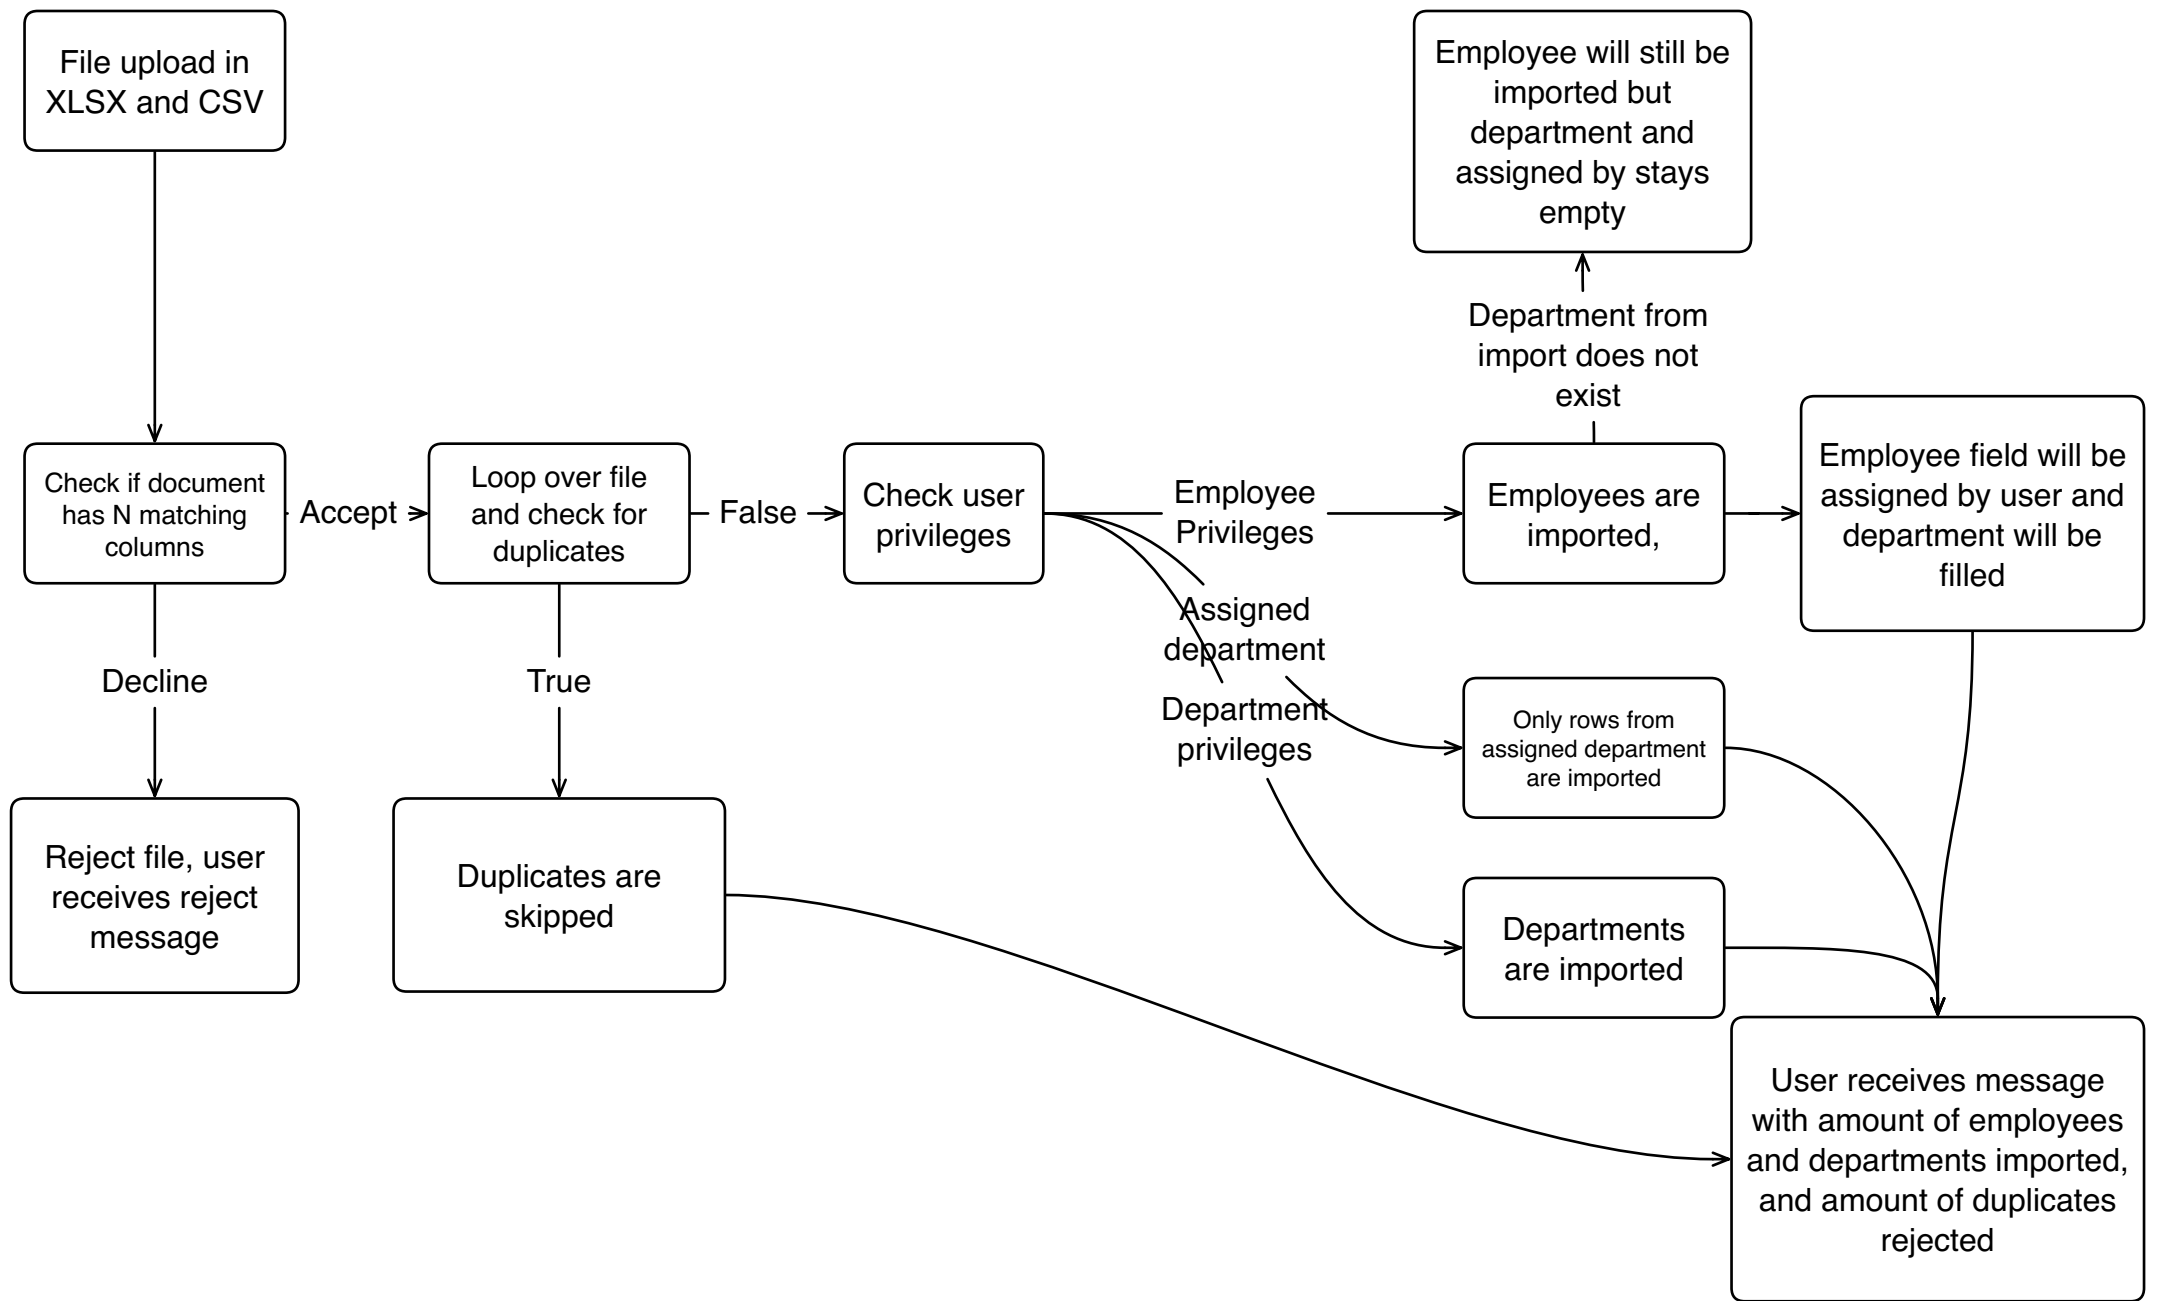 File upload in
XLSX and CSV
Employee will still be
imported but
department and
assigned by stays
empty
Department from
import does not
exist
Check if document
has N matching
columns
Accept
Loop over file
and check for
duplicates
False
Check user
privileges
Employee
Privileges
Employees are
imported,
Employee field will be
assigned by user and
department will be
filled
Assigned
department
Decline
True
Department
privileges
Only rows from
assigned department
are imported
Reject file, user
receives reject
message
Duplicates are
skipped
Departments
are imported
User receives message
with amount of employees
and departments imported,
and amount of duplicates
rejected